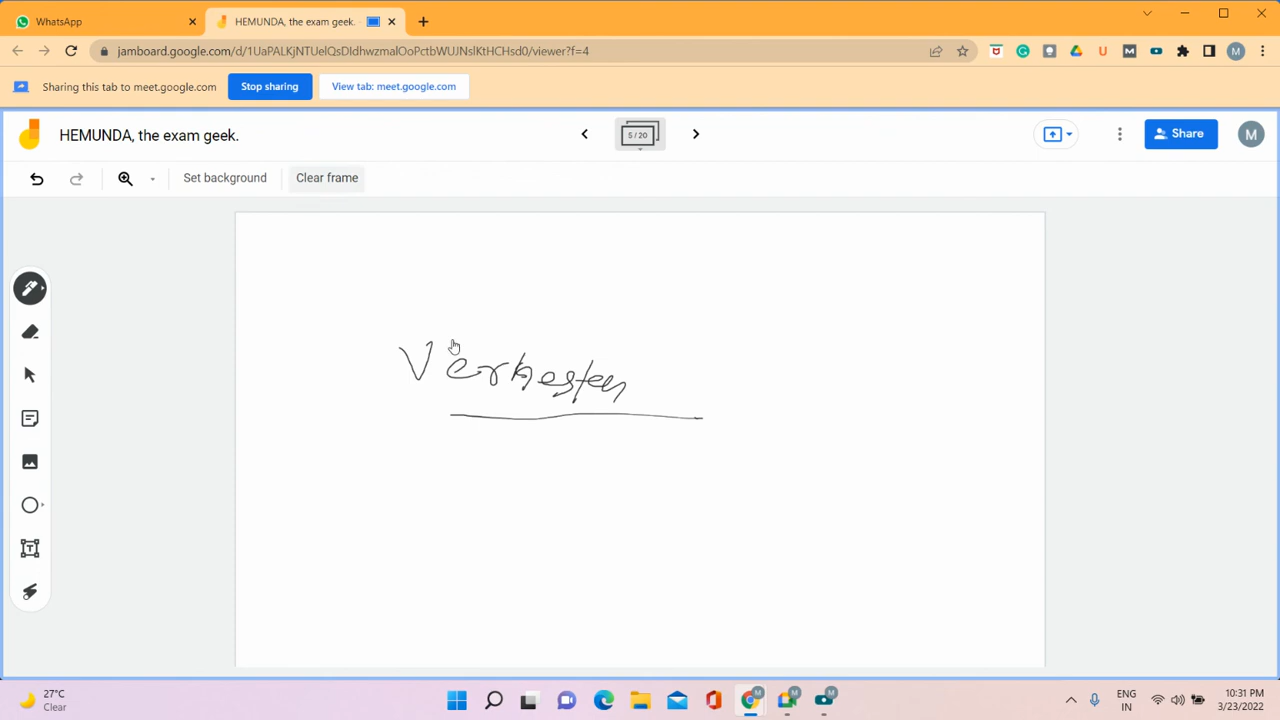 WhatsApp
HEMUNDA, the exam geek.
jamboard.google.com/d/1UaPALKjNTUelQsDIdhwzmalOoPctbWUJNslKtHCHsd0/viewer?f=4
Sharing this tab to meet.google.com
Stop sharing
View tab: meet.google.com
HEMUNDA, the exam geek.
5 / 20
Share
M
Set background
Clear frame
27°C
Clear
ENG
IN
10:31 PM
3/23/2022